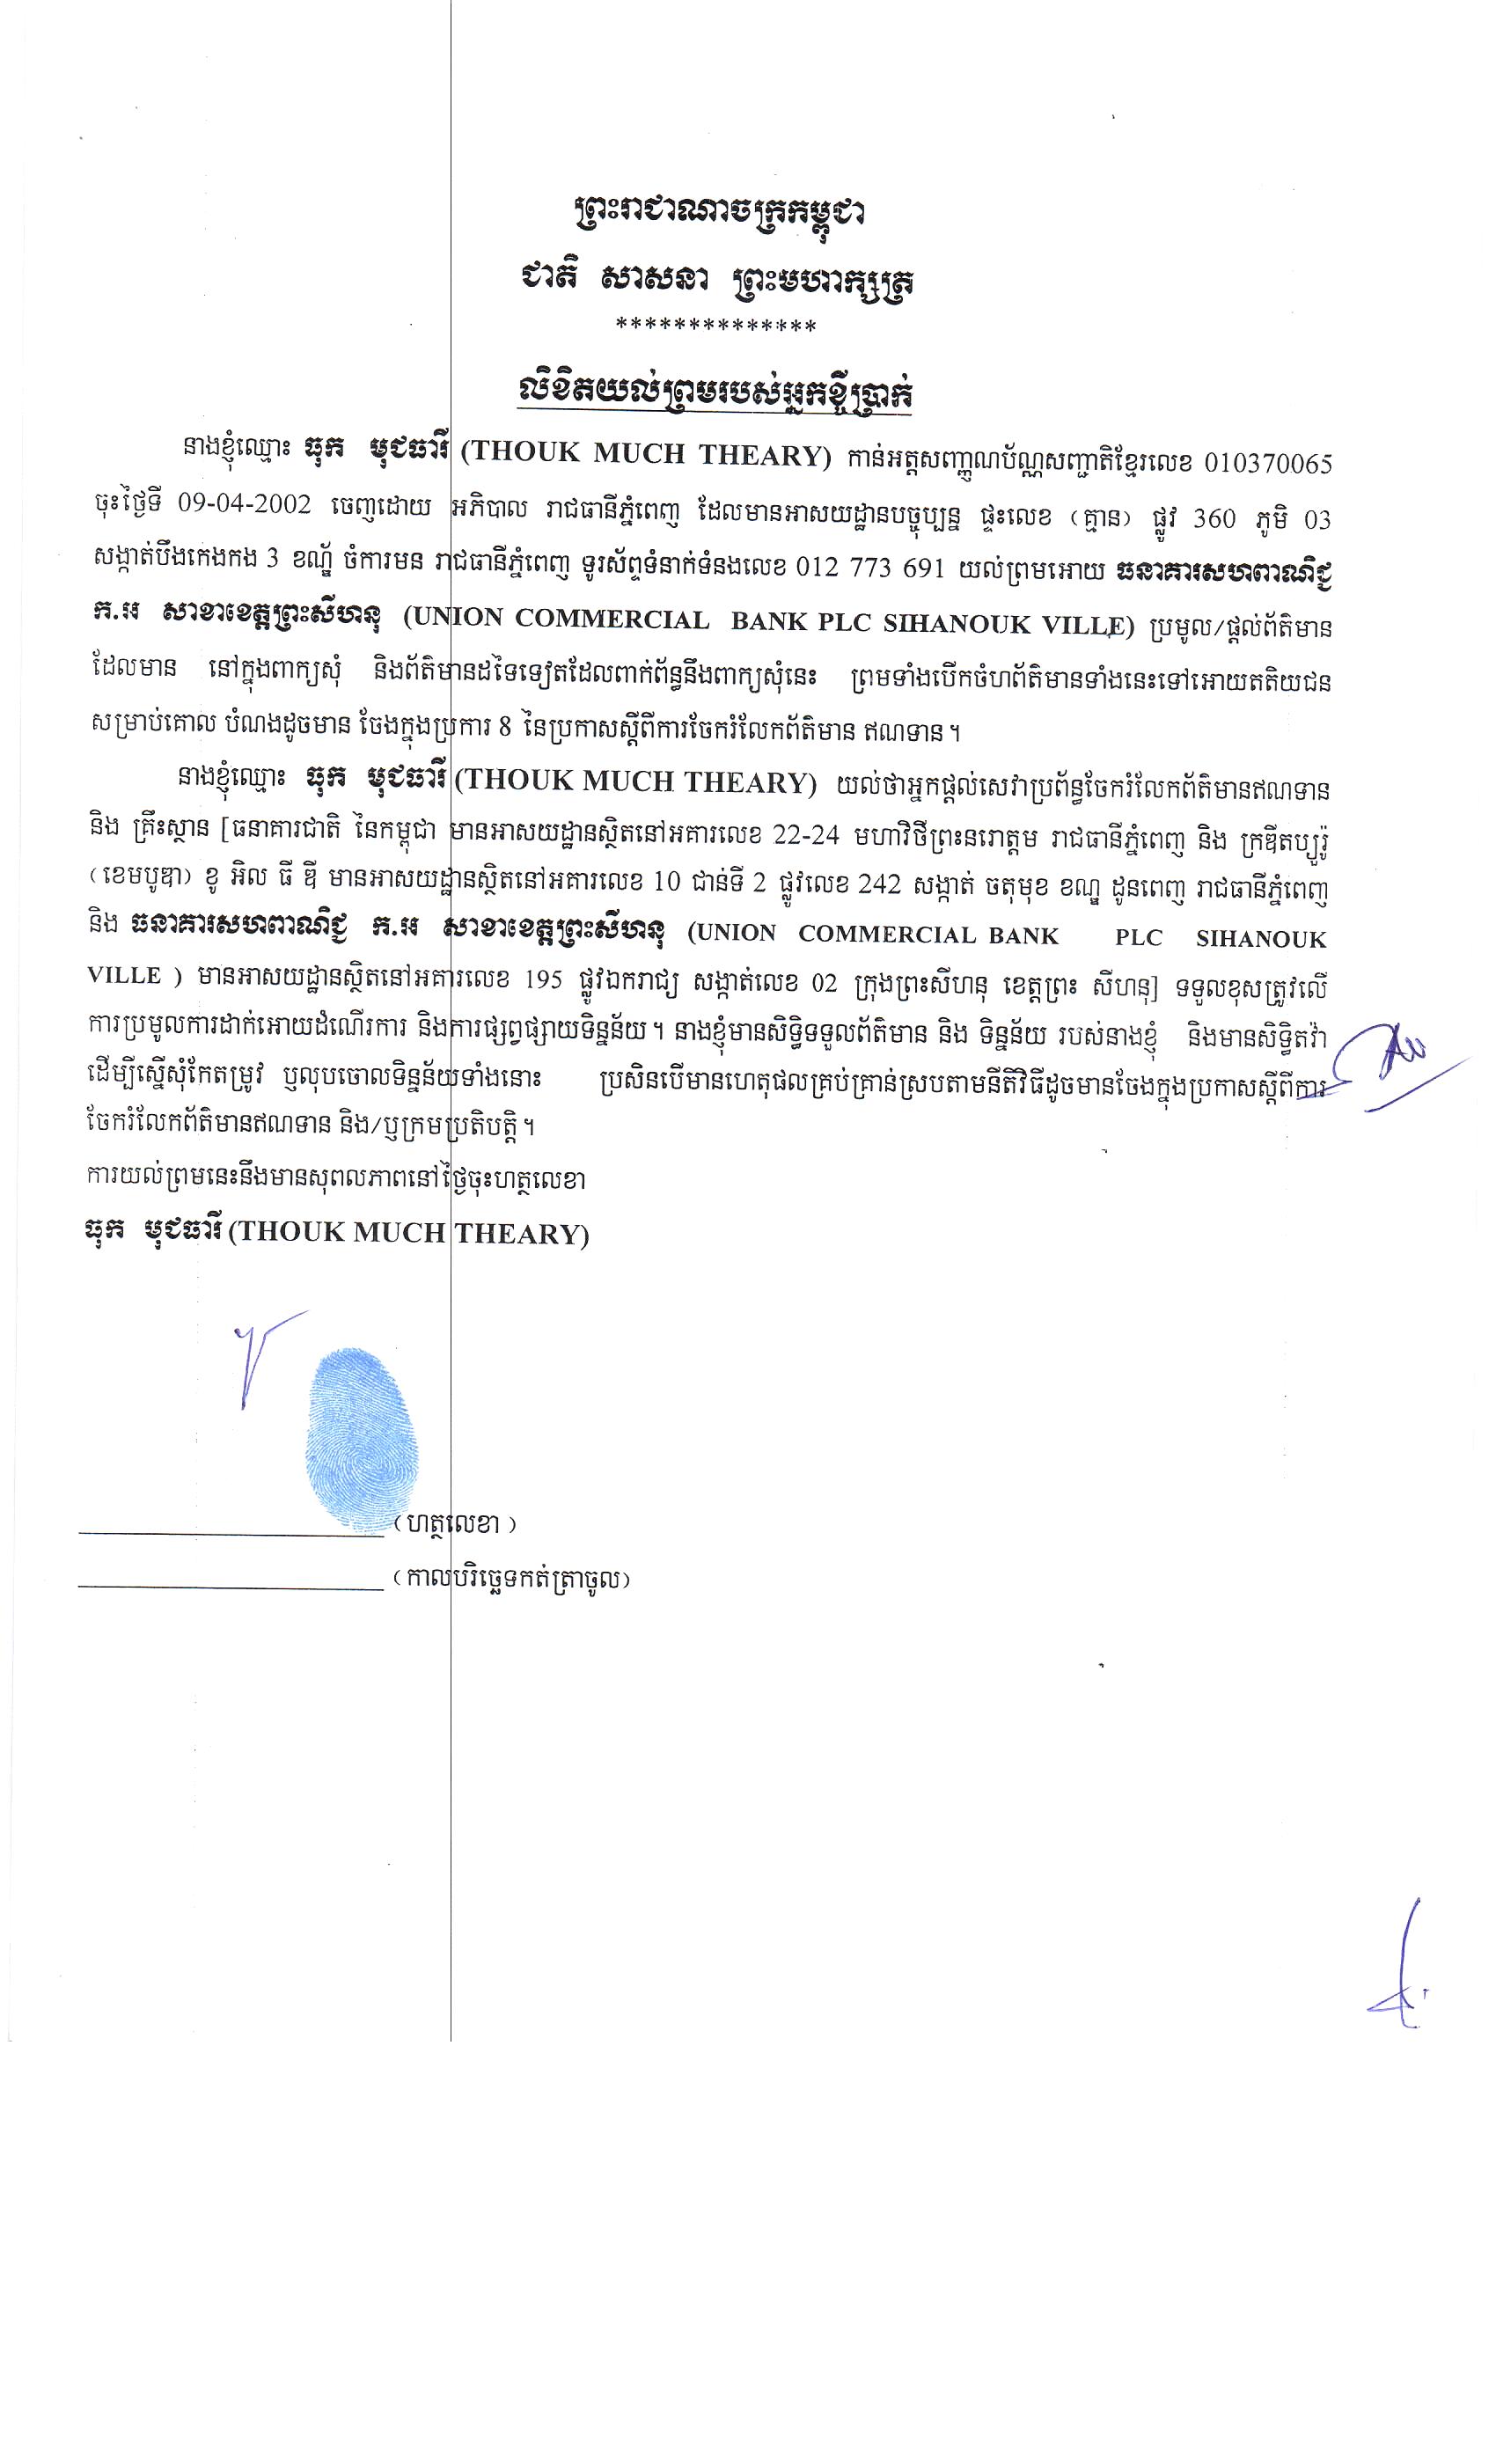 ព្រះរាជាណាចក្រកម្ពុជា
ជាតិ សាសនា ព្រះមហាក្សត្រ
**************
លិខិតយល់ព្រមរបស់អ្នកខ្ចីប្រាក់
នាងខ្ញុំឈ្មោះ ធុក មុជធារី (THOUK MUCH THEARY) កាន់អត្តសញ្ញាណប័ណ្ណសញ្ជាតិខ្មែរលេខ 010370065
ចុះថ្ងៃទី 09-04-2002 ចេញដោយ អភិបាល រាជធានីភ្នំពេញ ដែលមានអាសយដ្ឋានបច្ចុប្បន្ន ផ្ទះលេខ (គ្មាន) ផ្លូវ 360 ភូមិ 03
សង្កាត់បឹងកេងកង 3 ខណ្ឌ័ ចំការមន រាជធានីភ្នំពេញ ទូរស័ព្ទទំនាក់ទំនងលេខ 012 773 691 យល់ព្រមអោយ ធនាគារសហពាណិជ្ជ
ក.អ សាខាខេត្តព្រះសីហនុ (UNION COMMERCIAL BANK PLC SIHANOUK VILLE) ប្រមូល/ផ្តល់ព័ត៌មាន
ដែលមាន នៅក្នុងពាក្យសុំ និងព័ត៌មានដទៃទៀតដែលពាក់ព័ន្ធនឹងពាក្យសុំនេះ ព្រមទាំងបើកចំហព័ត៌មានទាំងនេះទៅអោយតតិយជន
សម្រាប់គោល បំណងដូចមាន ចែងក្នុងប្រការ 8 នៃប្រកាសស្តីពីការចែករំលែកព័ត៌មាន ឥណទាន។
នាងខ្ញុំឈ្មោះ ធុក មុជធារី (THOUK MUCH THEARY) យល់ថាអ្នកផ្តល់សេវាប្រព័ន្ធចែករំលែកព័ត៌មានឥណទាន
និង គ្រឹះស្ថាន [ធនាគារជាតិ នៃកម្ពុជា មានអាសយដ្ឋានស្ថិតនៅអគារលេខ 22-24 មហាវិថីព្រះនរោត្តម រាជធានីភ្នំពេញ និង ក្រឌីតប្យូរ៉ូ
(ខេមបូឌា) ខូ អិល ធី ឌី មានអាសយដ្ឋានស្ថិតនៅអគារលេខ 10 ជាន់ទី 2 ផ្លូវលេខ 242 សង្កាត់ ចតុមុខ ខណ្ឌ ដូនពេញ រាជធានីភ្នំពេញ
និង ធនាគារសហពាណិជ្ជ ក.អ សាខាខេត្តព្រះសីហនុ (UNION COMMERCIAL BANK PLC SIHANOUK
VILLE ) មានអាសយដ្ឋានស្ថិតនៅអគារលេខ 195 ផ្លូវឯករាជ្យ សង្កាត់លេខ 02 ក្រុងព្រះសីហនុ ខេត្តព្រះ សីហនុ] ទទួលខុសត្រូវលើ
ការប្រមូលការដាក់អោយដំណើរការ និងការផ្សព្វផ្សាយទិន្នន័យ។ នាងខ្ញុំមានសិទ្ធិទទួលព័ត៌មាន និង ទិន្នន័យ របស់នាងខ្ញុំ និងមានសិទ្ធិតវ៉ា
ដើម្បីស្នើសុំកែតម្រូវ ឬលុបចោលទិន្នន័យទាំងនោះ ប្រសិនបើមានហេតុផលគ្រប់គ្រាន់ស្របតាមនីតិវិធីដូចមានចែងក្នុងប្រកាសស្តីពីការ
ចែករំលែកព័ត៌មានឥណទាន និង/ឬក្រមប្រតិបត្តិ។
ការយល់ព្រមនេះនឹងមានសុពលភាពនៅថ្ងៃចុះហត្ថលេខា
ធុក មុជធារី (THOUK MUCH THEARY)
(ហត្ថលេខា)
(កាលបរិច្ឆេទកត់ត្រាចូល)